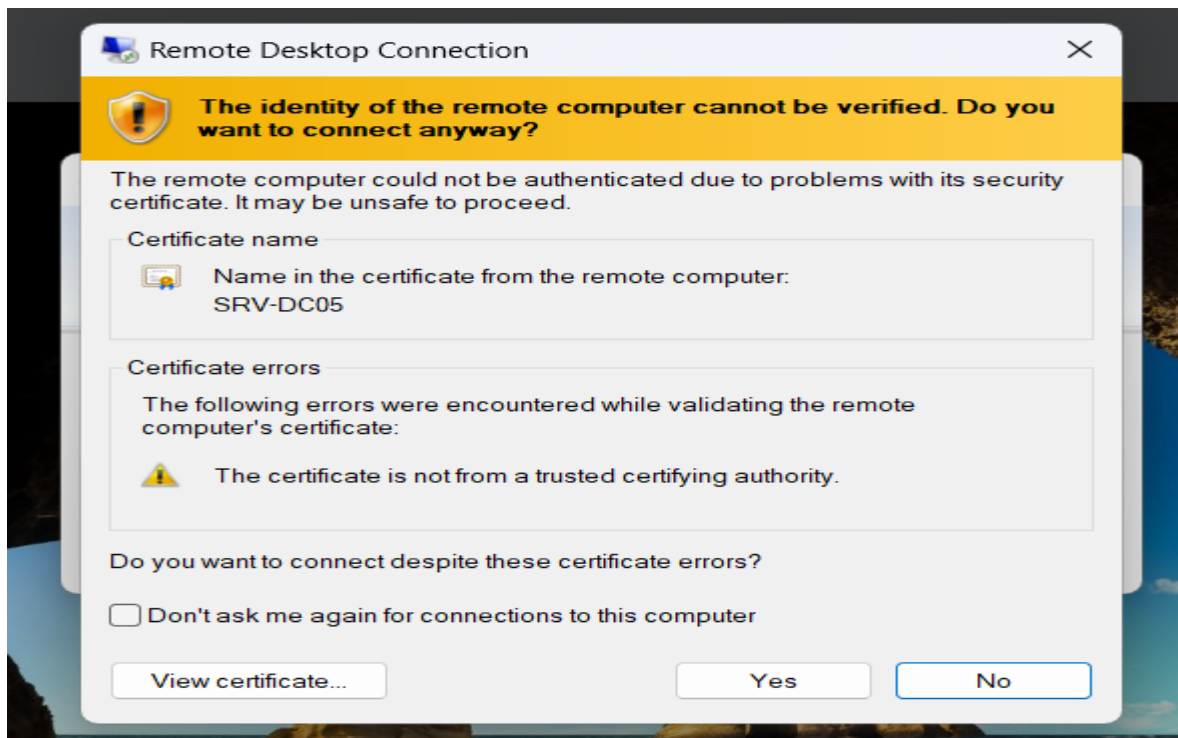 Remote Desktop Connection
The identity of the remote computer cannot be verified. Do you
want to connect anyway?
The remote computer could not be authenticated due to problems with its security
certificate. It may be unsafe to proceed.
Certificate name
Name in the certificate from the remote computer:
SRV-DC05
Certificate errors
The following errors were encountered while validating the remote
computer's certificate:
The certificate is not from a trusted certifying authority.
Do you want to connect despite these certificate errors?
Don't ask me again for connections to this computer
View certificate...
Yes
No